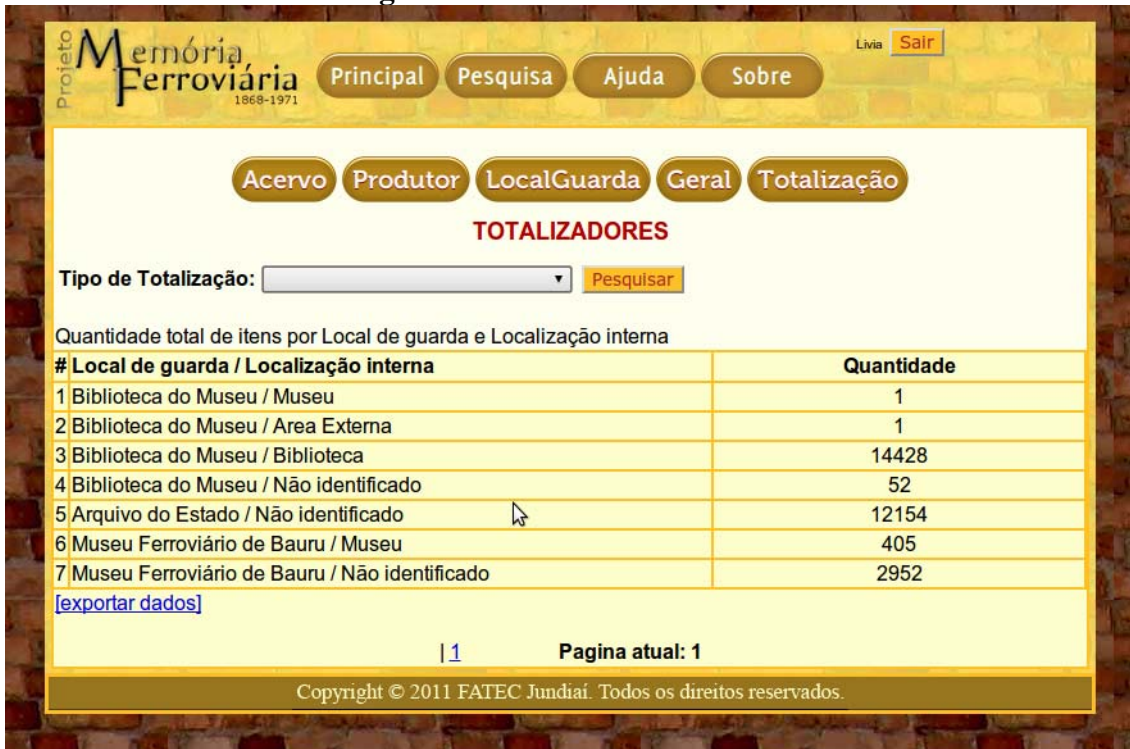 Projeto Memória Ferroviária
1868-1971
Principal Pesquisa Ajuda Sobre
Livia Sair
Acervo Produtor LocalGuarda Geral Totalização
TOTALIZADORES
Tipo de Totalização: Pesquisar
Quantidade total de itens por Local de guarda e Localização interna
# Local de guarda / Localização interna Quantidade
1 Biblioteca do Museu / Museu 1
2 Biblioteca do Museu / Area Externa 1
3 Biblioteca do Museu / Biblioteca 14428
4 Biblioteca do Museu / Não identificado 52
5 Arquivo do Estado / Não identificado 12154
6 Museu Ferroviário de Bauru / Museu 405
7 Museu Ferroviário de Bauru / Não identificado 2952
[exportar dados]
| 1 Pagina atual: 1
Copyright © 2011 FATEC Jundiaí. Todos os direitos reservados.